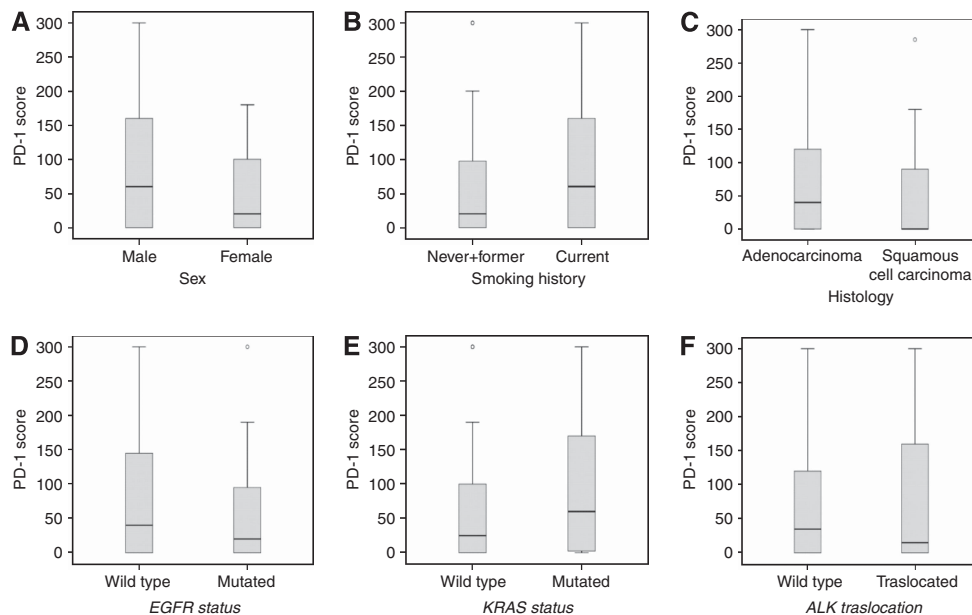 A
PD-1 score
300
250
200
150
100
50
0
Male Female
Sex
B
PD-1 score
300
250
200
150
100
50
0
Never+former Current
Smoking history
C
PD-1 score
300
250
200
150
100
50
0
Adenocarcinoma Squamous
cell carcinoma
Histology
D
PD-1 score
300
250
200
150
100
50
0
Wild type Mutated
EGFR status
E
PD-1 score
300
250
200
150
100
50
0
Wild type Mutated
KRAS status
F
PD-1 score
300
250
200
150
100
50
0
Wild type Traslocated
ALK traslocation